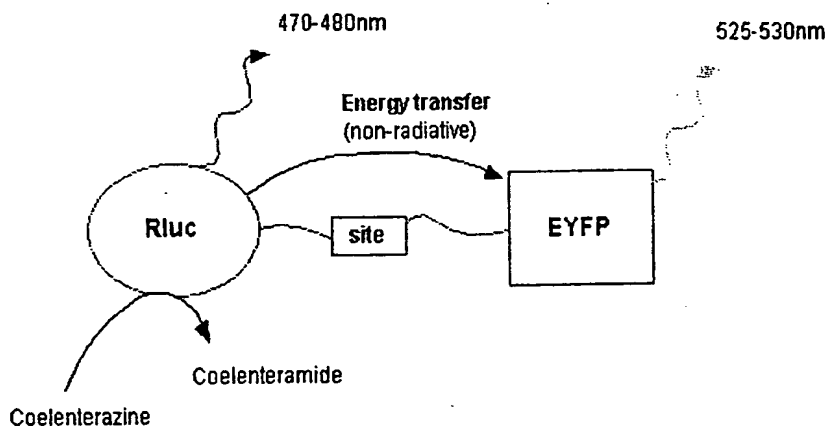 470-480nm
525-530nm
Energy transfer
(non-radiative)
Rluc
site
EYFP
Coelenteramide
Coelenterazine